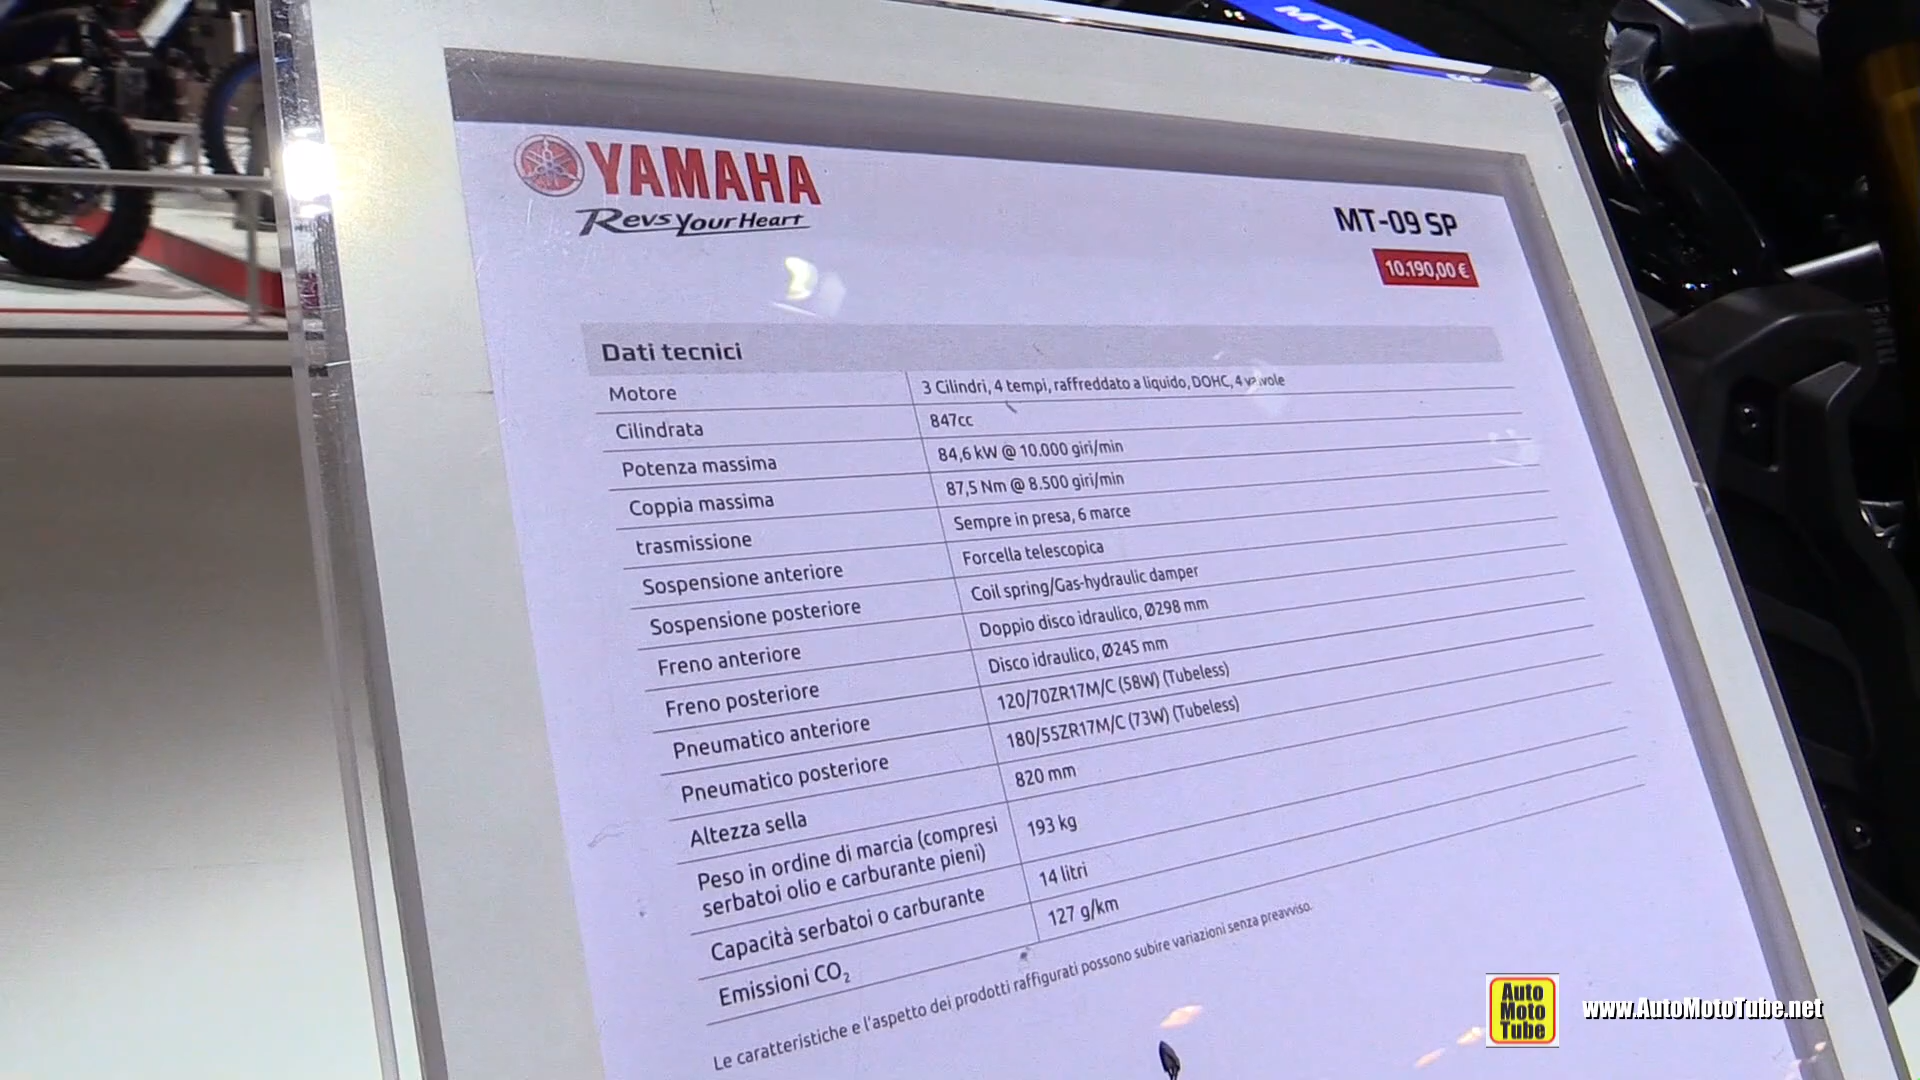 MT-0
YAMAHA
Revs Your Heart
MT-09 SP
10.190,00 €
Dati tecnici
Motore 3 Cilindri, 4 tempi, raffreddato a liquido, DOHC, 4 valvole
Cilindrata 847cc
Potenza massima 84,6 kW @ 10.000 giri/min
Coppia massima 87,5 Nm @ 8.500 giri/min
trasmissione Sempre in presa, 6 marce
Sospensione anteriore Forcella telescopica
Sospensione posteriore Coil spring/Gas-hydraulic damper
Freno anteriore Doppio disco idraulico, Ø298 mm
Freno posteriore Disco idraulico, Ø245 mm
Pneumatico anteriore 120/70ZR17M/C (58W) (Tubeless)
Pneumatico posteriore 180/55ZR17M/C (73W) (Tubeless)
Altezza sella 820 mm
Peso in ordine di marcia (compresi
serbatoi olio e carburante pieni) 193 kg
Capacità serbatoi o carburante 14 litri
Emissioni CO₂ 127 g/km
Le caratteristiche e l'aspetto dei prodotti raffigurati possono subire variazioni senza preavviso.
Auto
Moto
Tube
www.AutoMotoTube.net